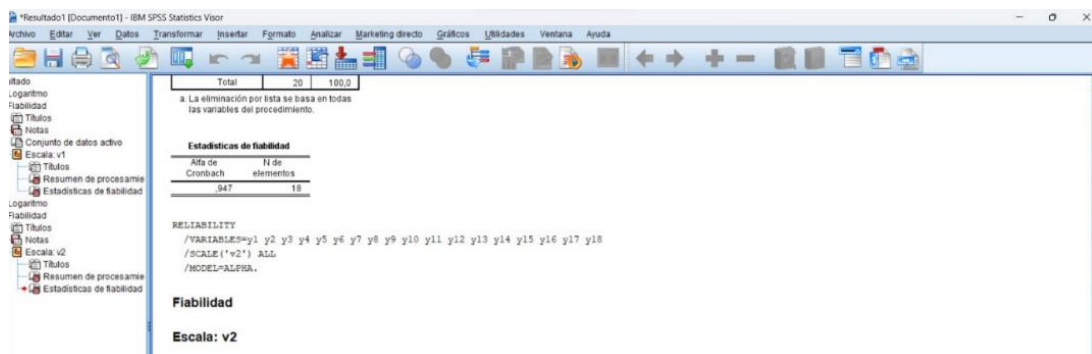 *Resultado1 [Documento1] - IBM SPSS Statistics Visor
Archivo Editar Ver Datos Transformar Insertar Formato Analizar Marketing directo Gráficos Utilidades Ventana Ayuda
ltado
Logaritmo
Fiabilidad
Títulos
Notas
Conjunto de datos activo
Escala: v1
Títulos
Resumen de procesamie
Estadísticas de fiabilidad
Logaritmo
Fiabilidad
Títulos
Notas
Escala: v2
Títulos
Resumen de procesamie
Estadísticas de fiabilidad
Total 20 100,0
a. La eliminación por lista se basa en todas
las variables del procedimiento.
Estadísticas de fiabilidad
Alfa de Cronbach N de elementos
,947 18
RELIABILITY
/VARIABLES=y1 y2 y3 y4 y5 y6 y7 y8 y9 y10 y11 y12 y13 y14 y15 y16 y17 y18
/SCALE('v2') ALL
/MODEL=ALPHA.
Fiabilidad
Escala: v2